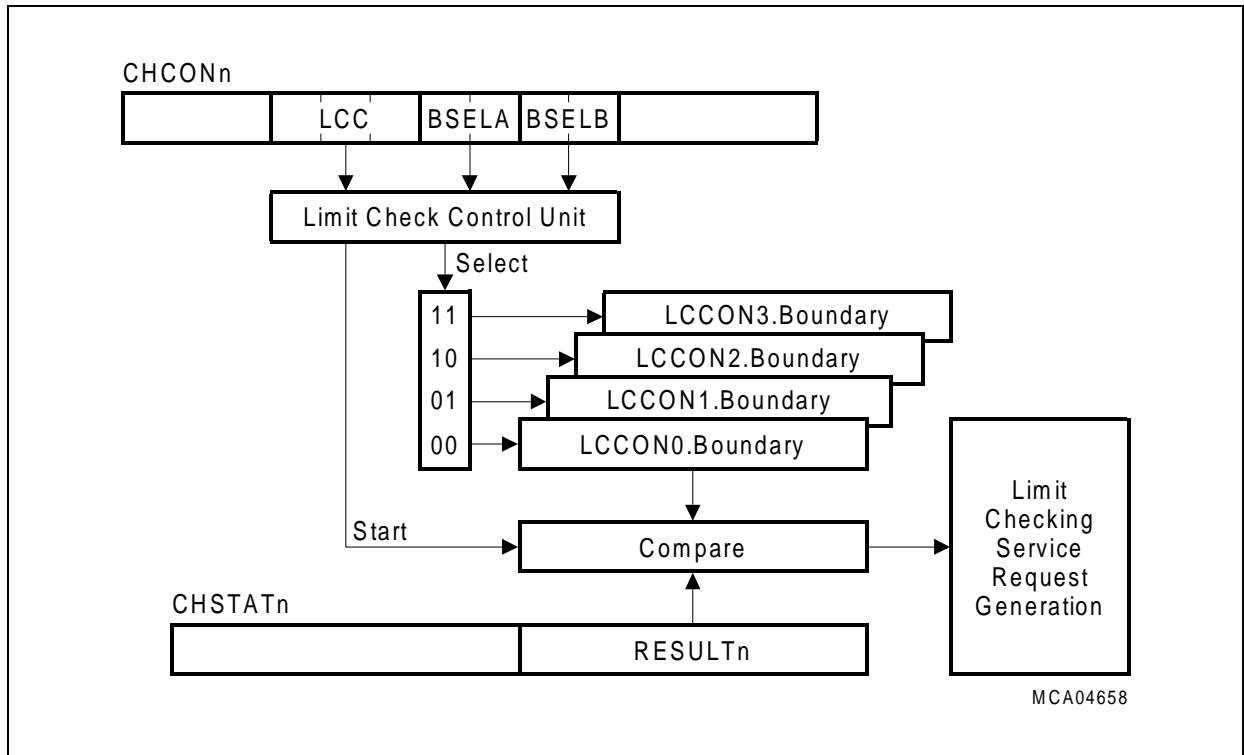 CHCONn
LCC BSELA BSELB
Limit Check Control Unit
Select
11 LCCON3.Boundary
10 LCCON2.Boundary
01 LCCON1.Boundary
00 LCCON0.Boundary
Start
Compare
Limit
Checking
Service
Request
Generation
CHSTATn
RESULTn
MCA04658